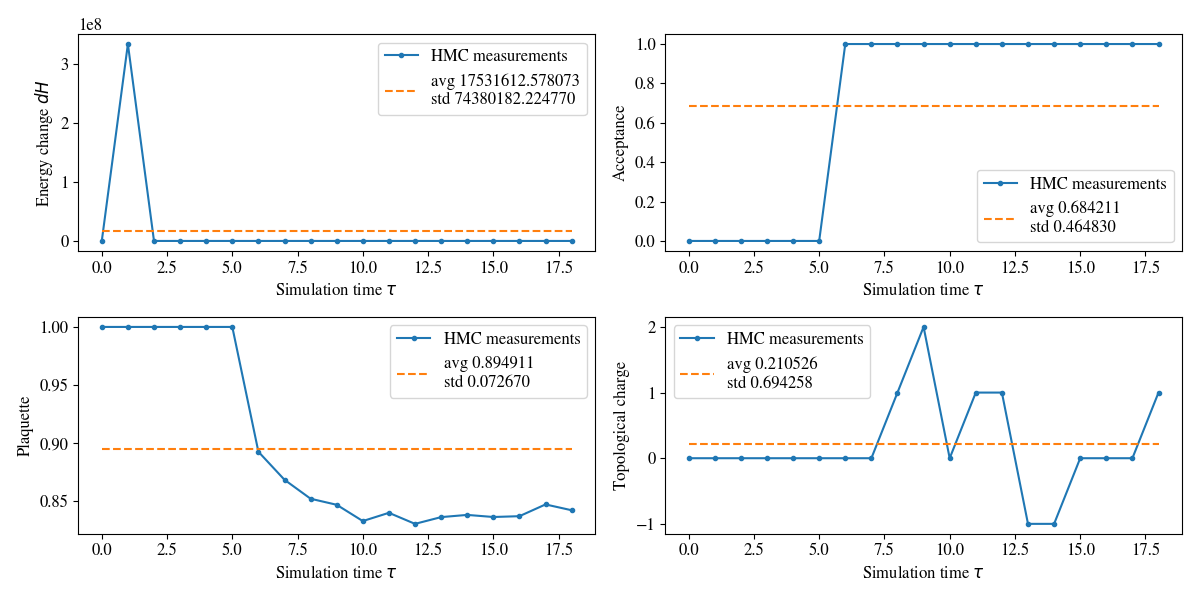 1e8
Energy change dH
3
2
1
0
HMC measurements
avg 17531612.578073
std 74380182.224770
0.0
2.5
5.0
7.5
10.0
12.5
15.0
17.5
Simulation time τ
Acceptance
1.0
0.8
0.6
0.4
0.2
0.0
HMC measurements
avg 0.684211
std 0.464830
0.0
2.5
5.0
7.5
10.0
12.5
15.0
17.5
Simulation time τ
Plaquette
1.00
0.95
0.90
0.85
HMC measurements
avg 0.894911
std 0.072670
0.0
2.5
5.0
7.5
10.0
12.5
15.0
17.5
Simulation time τ
Topological charge
2
1
0
−1
HMC measurements
avg 0.210526
std 0.694258
0.0
2.5
5.0
7.5
10.0
12.5
15.0
17.5
Simulation time τ